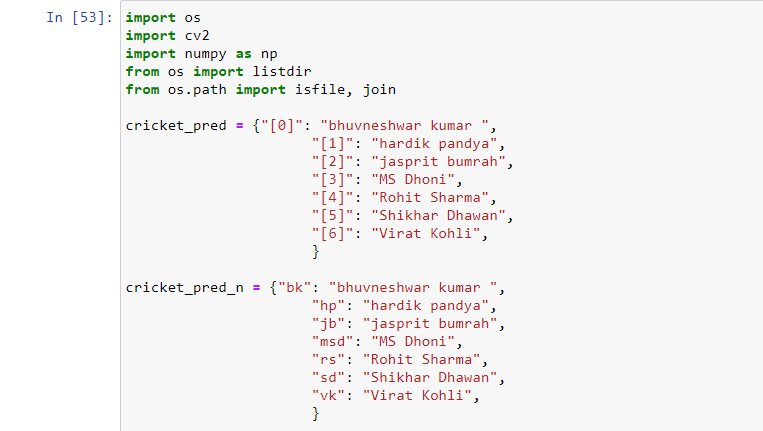 In [53]: import os
import cv2
import numpy as np
from os import listdir
from os.path import isfile, join
cricket_pred = {"[0]": "bhuvneshwar kumar ",
"[1]": "hardik pandya",
"[2]": "jasprit bumrah",
"[3]": "MS Dhoni",
"[4]": "Rohit Sharma",
"[5]": "Shikhar Dhawan",
"[6]": "Virat Kohli",
}
cricket_pred_n = {"bk": "bhuvneshwar kumar ",
"hp": "hardik pandya",
"jb": "jasprit bumrah",
"msd": "MS Dhoni",
"rs": "Rohit Sharma",
"sd": "Shikhar Dhawan",
"vk": "Virat Kohli",
}